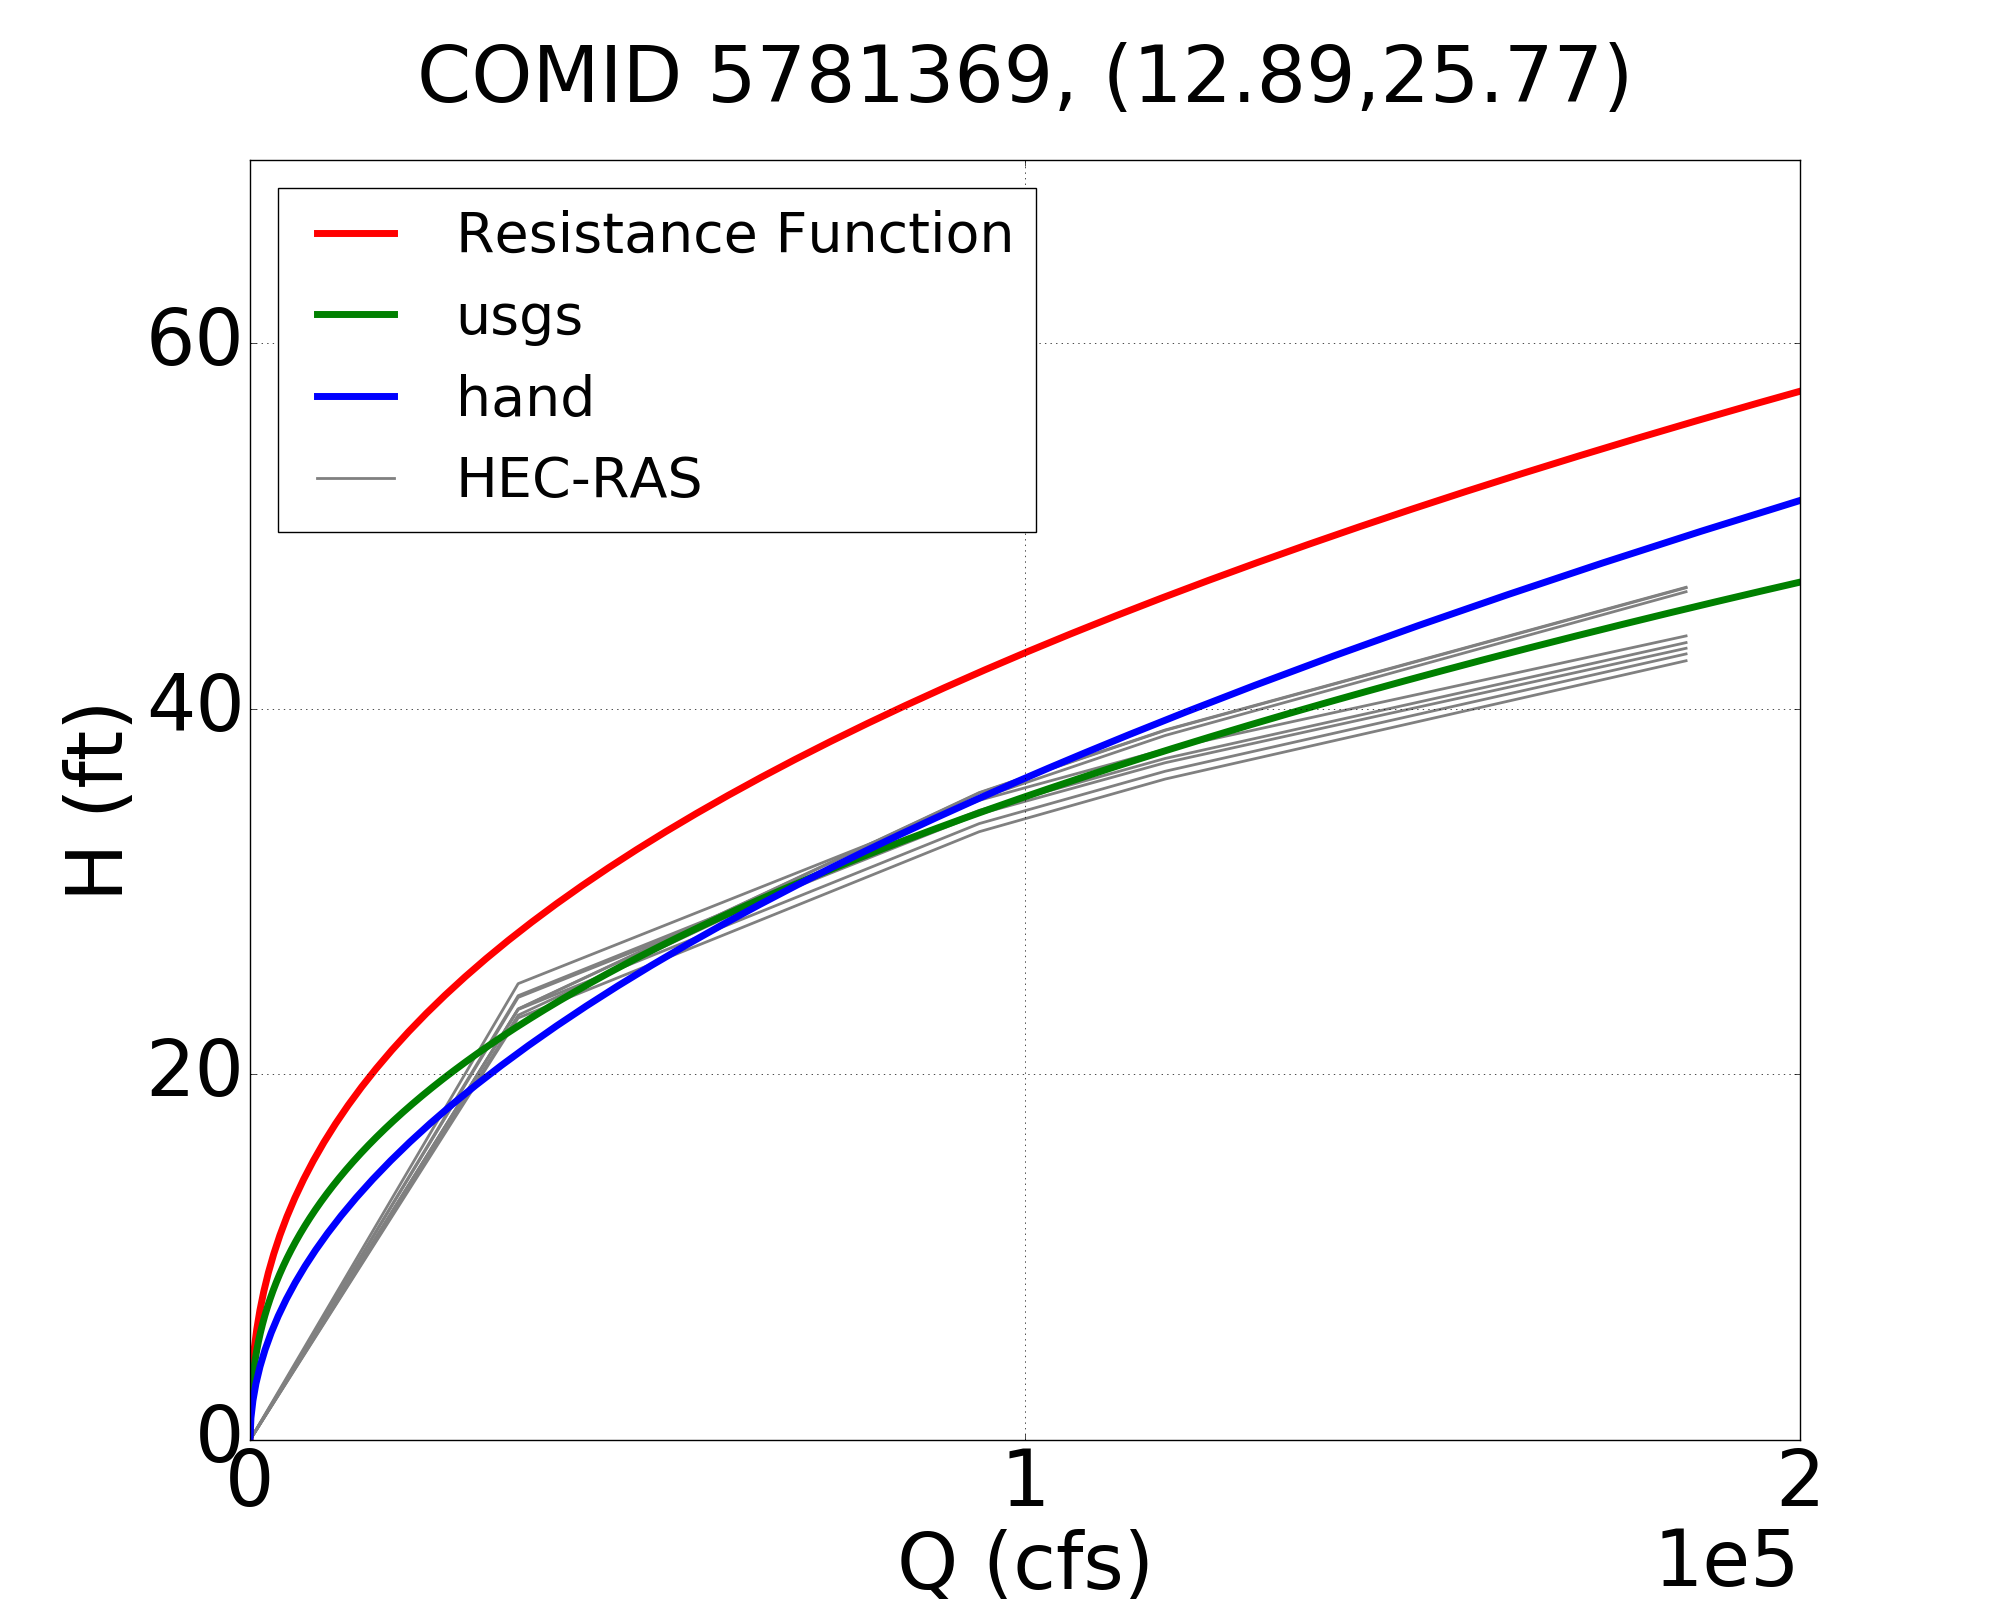 COMID 5781369, (12.89,25.77)
Resistance Function
usgs
hand
HEC-RAS
60
40
20
0
H (ft)
0
1
2
1e5
Q (cfs)